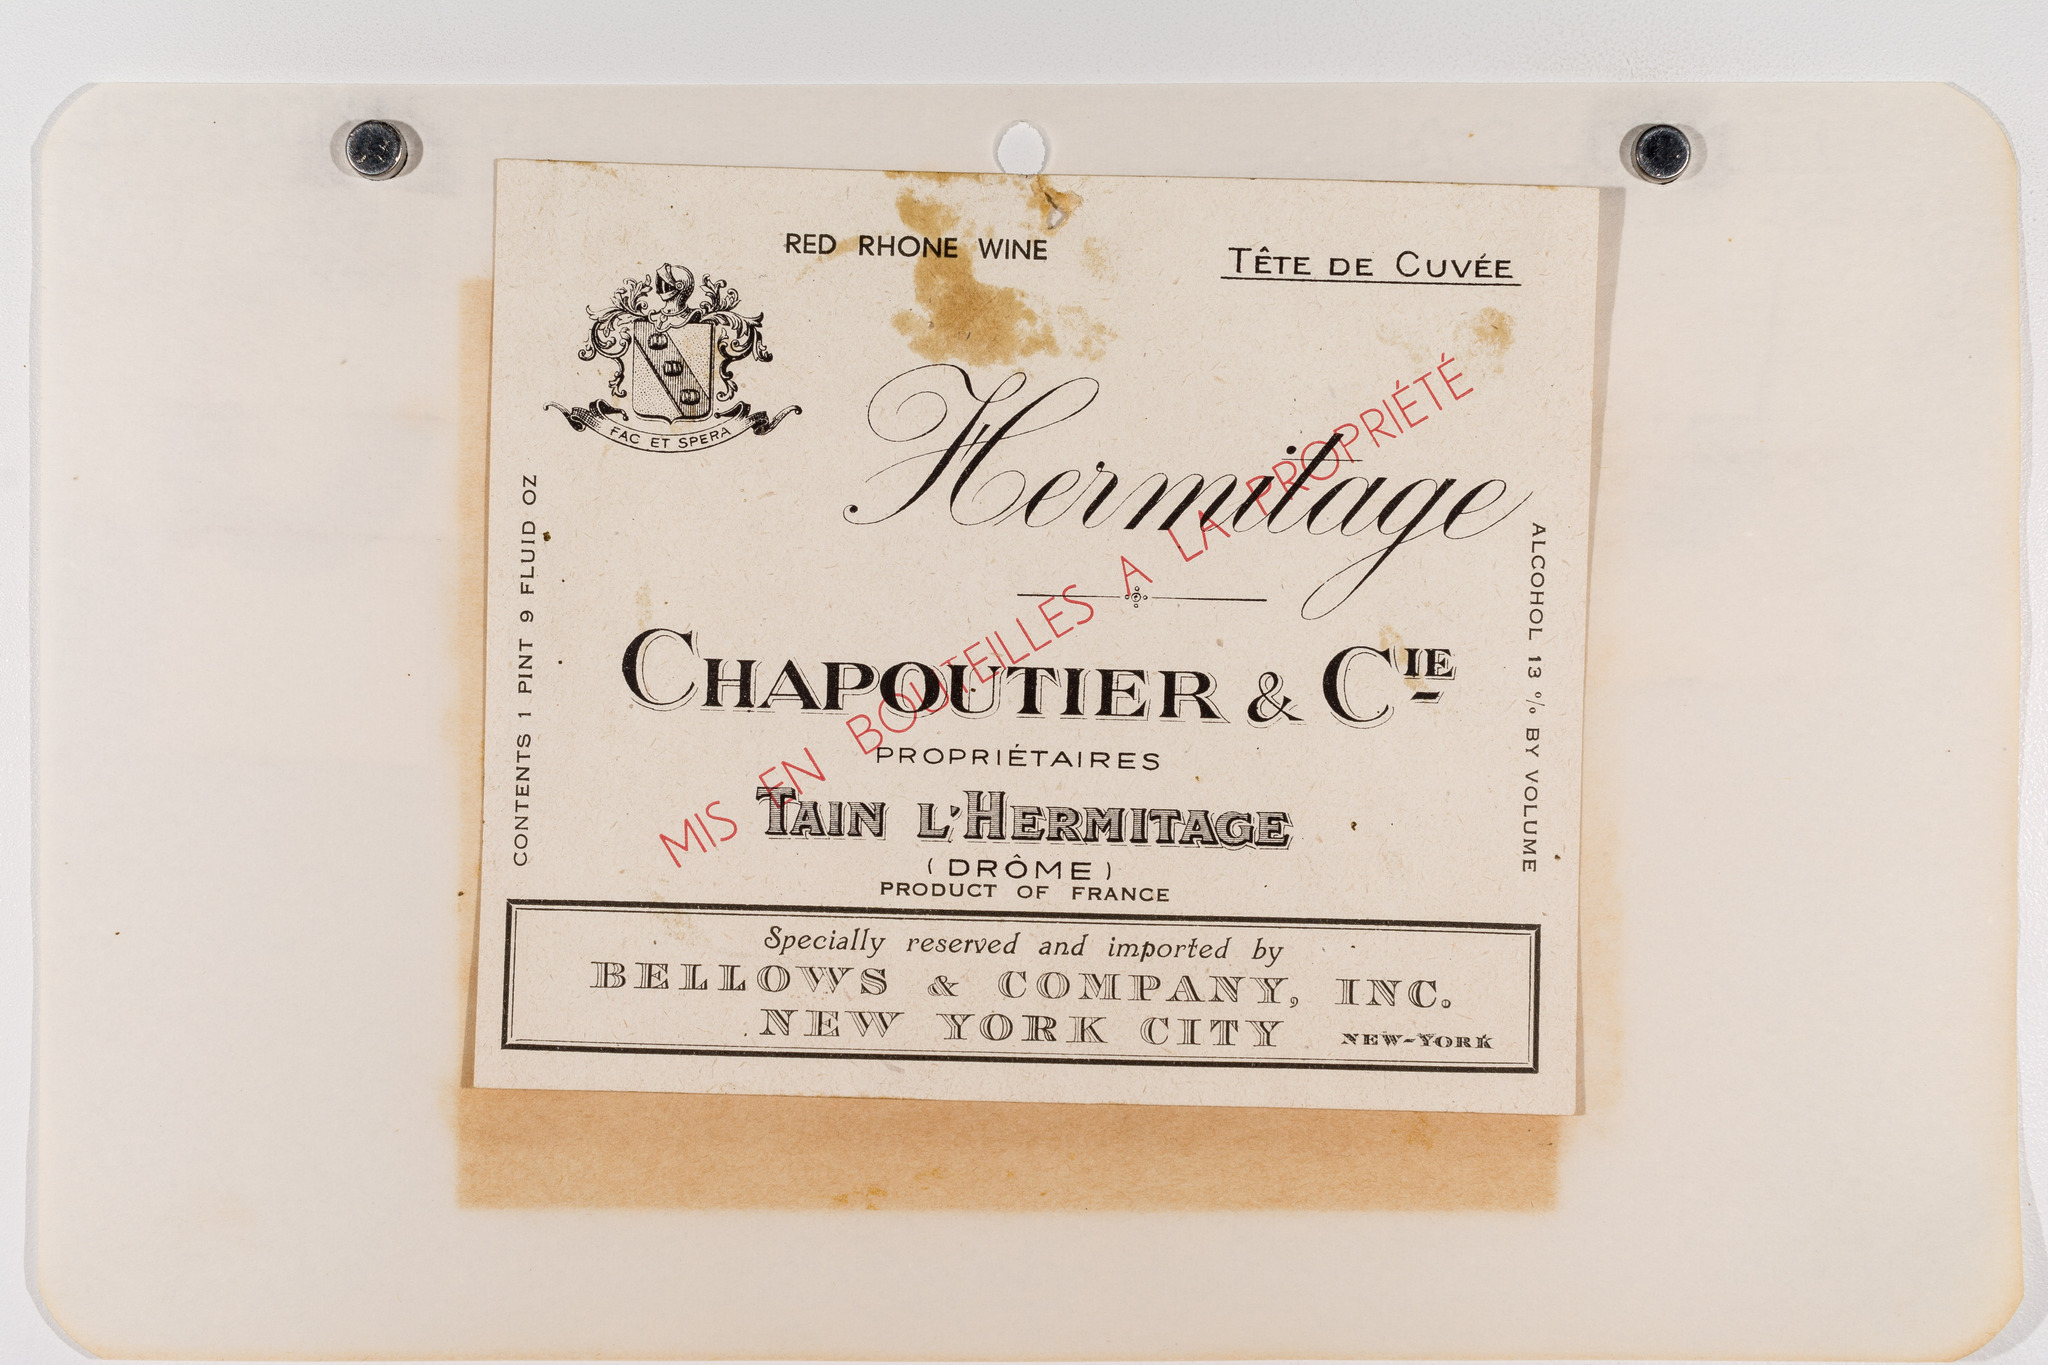 RED RHONE WINE
TÊTE DE CUVÉE
FAC ET SPERA
Hermitage
MIS EN BOUTEILLES A LA PROPRIÉTÉ
CHAPOUTIER & CIE
PROPRIÉTAIRES
TAIN L'HERMITAGE
(DRÔME)
PRODUCT OF FRANCE
CONTENTS 1 PINT 9 FLUID OZ
ALCOHOL 13 % BY VOLUME
Specially reserved and imported by
BELLOWS & COMPANY, INC.
NEW YORK CITY NEW-YORK